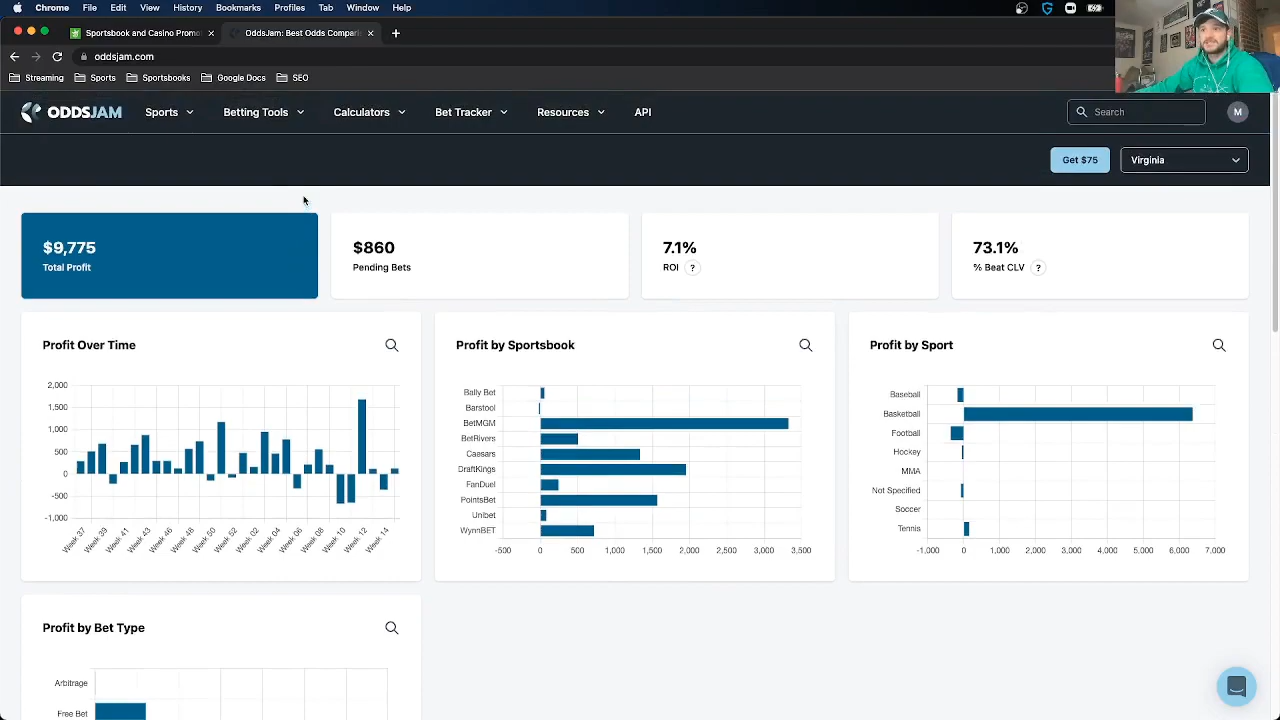 Chrome File Edit View History Bookmarks Profiles Tab Window Help
Sportsbook and Casino Promo × OddsJam: Best Odds Compari × +
oddsjam.com
Streaming Sports Sportsbooks Google Docs SEO
ODDSJAM Sports Betting Tools Calculators Bet Tracker Resources API Search M
Get $75 Virginia
$9,775 $860 7.1% 73.1%
Total Profit Pending Bets ROI ? % Beat CLV ?
Profit Over Time
2,000
1,500
1,000
500
0
-500
-1,000
Week 37 Week 39 Week 41 Week 43 Week 46 Week 48 Week 50 Week 52 Week 02 Week 04 Week 06 Week 08 Week 10 Week 12 Week 14
Profit by Sportsbook
Bally Bet
Barstool
BetMGM
BetRivers
Caesars
DraftKings
FanDuel
PointsBet
Unibet
WynnBET
-500 0 500 1,000 1,500 2,000 2,500 3,000 3,500
Profit by Sport
Baseball
Basketball
Football
Hockey
MMA
Not Specified
Soccer
Tennis
-1,000 0 1,000 2,000 3,000 4,000 5,000 6,000 7,000
Profit by Bet Type
Arbitrage
Free Bet